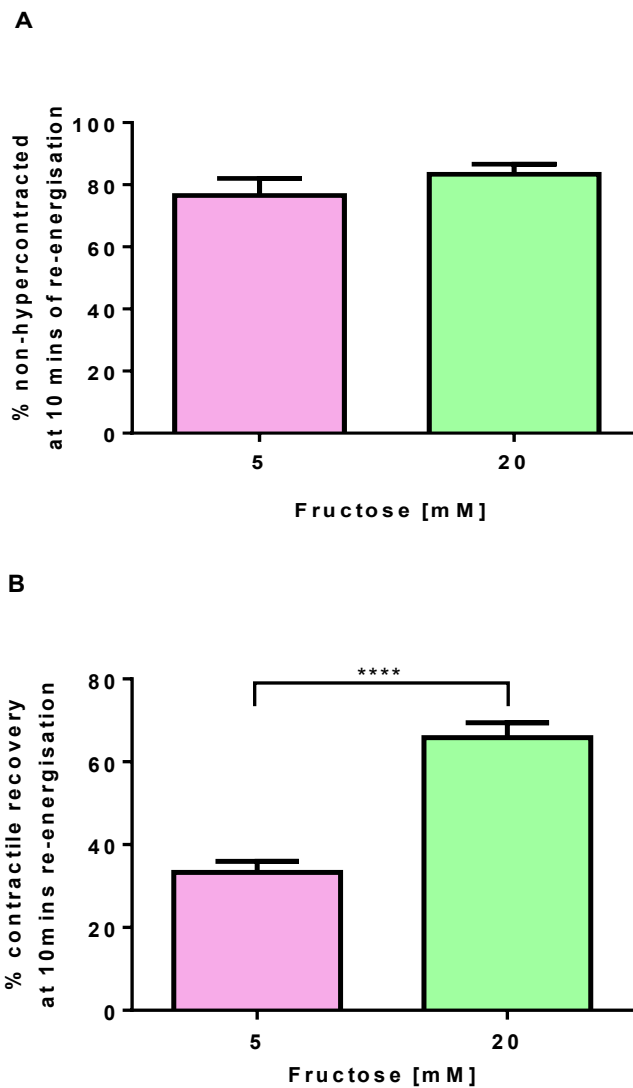 A
% non-hypercontracted
at 10 mins of re-energisation
100
80
60
40
20
0
5
20
Fructose [mM]
B
% contractile recovery
at 10mins re-energisation
80
60
40
20
0
****
5
20
Fructose [mM]